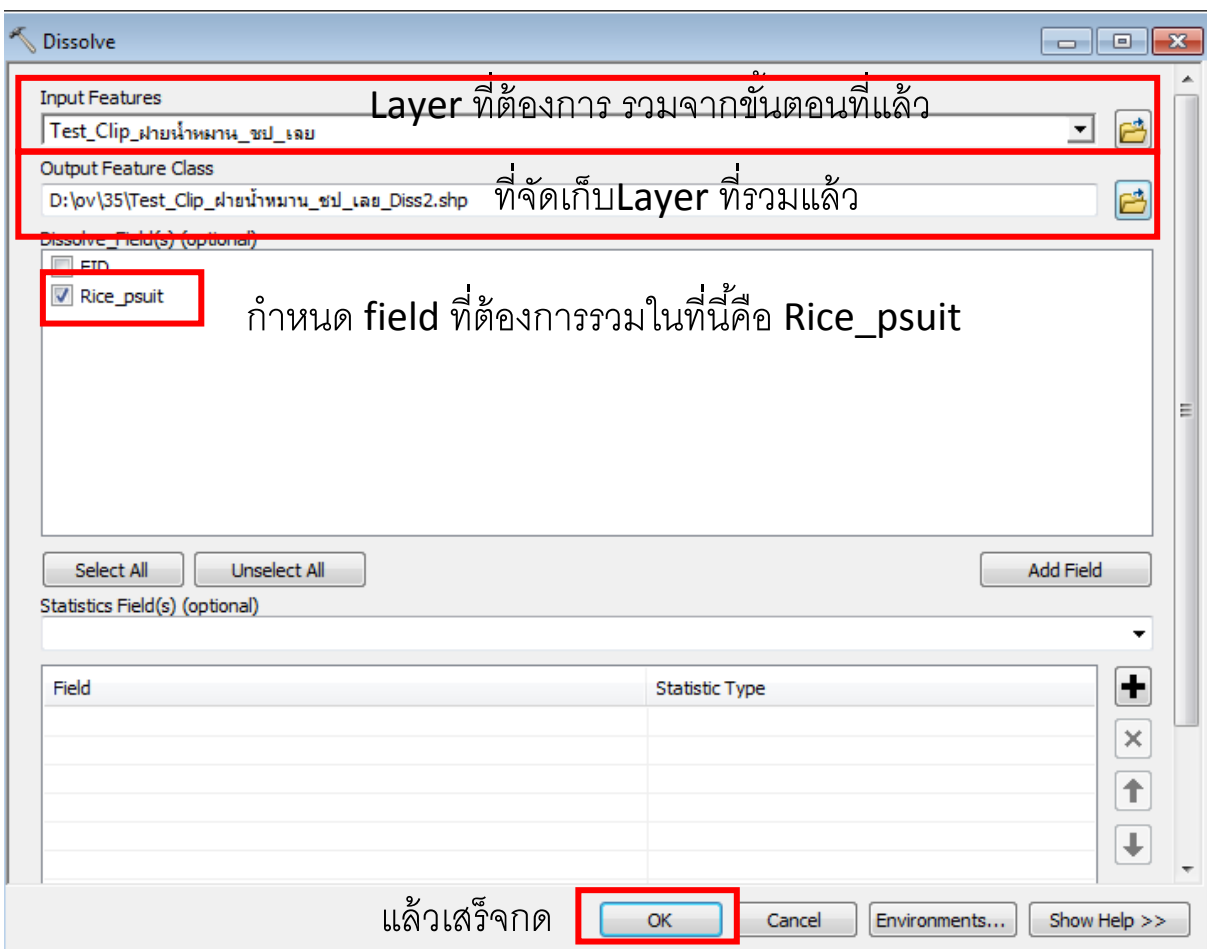 Dissolve
Input Features
Layer ที่ต้องการ รวมจากขั้นตอนที่แล้ว
Test_Clip_ฝายน้ำหมาน_ชป_เลย
Output Feature Class
D:\ov\35\Test_Clip_ฝายน้ำหมาน_ชป_เลย_Diss2.shp ที่จัดเก็บLayer ที่รวมแล้ว
Dissolve_Field(s) (optional)
FID
Rice_psuit
กำหนด field ที่ต้องการรวมในที่นี้คือ Rice_psuit
Select All Unselect All Add Field
Statistics Field(s) (optional)
Field Statistic Type
แล้วเสร็จกด OK Cancel Environments... Show Help >>